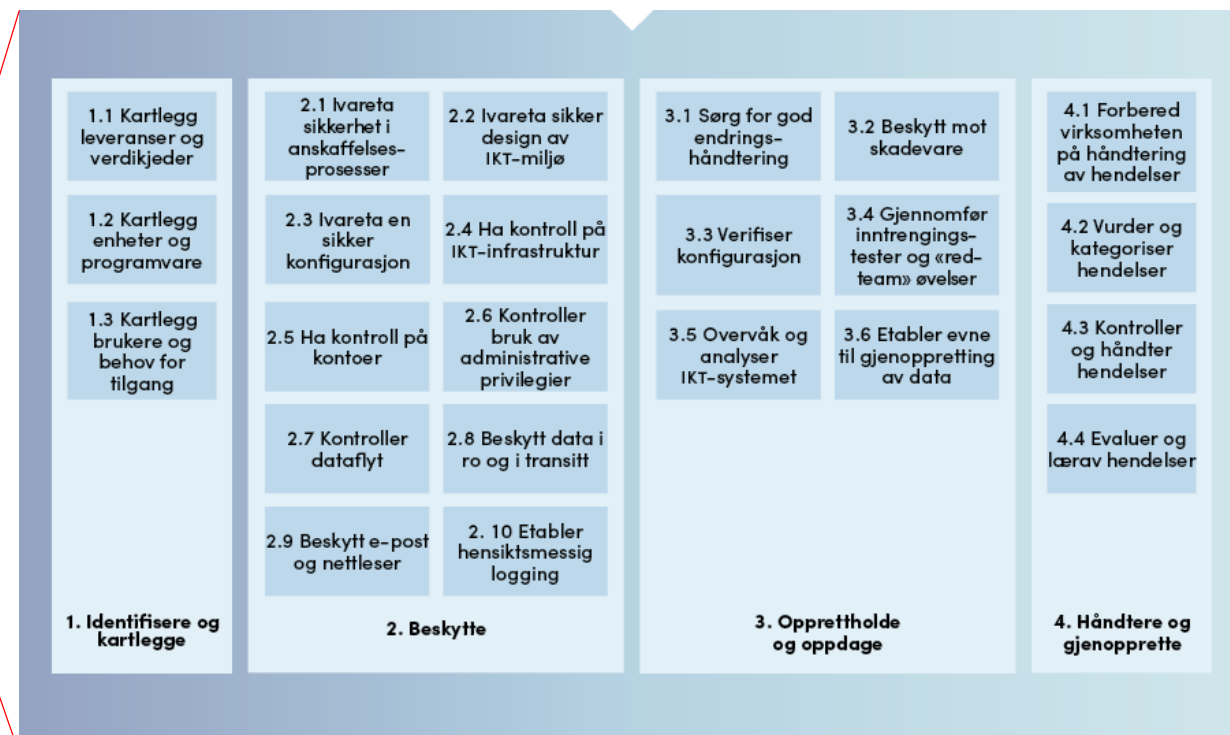 1.1 Kartlegg
leveranser og
verdikjeder
1.2 Kartlegg
enheter og
programvare
1.3 Kartlegg
brukere og
behov for
tilgang
1. Identifisere og
kartlegge
2.1 Ivareta
sikkerhet i
anskaffelses-
prosesser
2.2 Ivareta sikker
design av
IKT-miljø
2.3 Ivareta en
sikker
konfigurasjon
2.4 Ha kontroll på
IKT-infrastruktur
2.5 Ha kontroll på
kontoer
2.6 Kontroller
bruk av
administrative
privilegier
2.7 Kontroller
dataflyt
2.8 Beskytt data i
ro og i transitt
2.9 Beskytt e-post
og nettleser
2. 10 Etabler
hensiktsmessig
logging
2. Beskytte
3.1 Sørg for god
endrings-
håndtering
3.2 Beskytt mot
skadevare
3.3 Verifiser
konfigurasjon
3.4 Gjennomfør
inntrengings-
tester og «red-
team» øvelser
3.5 Overvåk og
analyser
IKT-systemet
3.6 Etabler evne
til gjenoppretting
av data
3. Opprettholde
og oppdage
4.1 Forbered
virksomheten
på håndtering
av hendelser
4.2 Vurder og
kategoriser
hendelser
4.3 Kontroller
og håndter
hendelser
4.4 Evaluer og
lærav hendelser
4. Håndtere og
gjenopprette